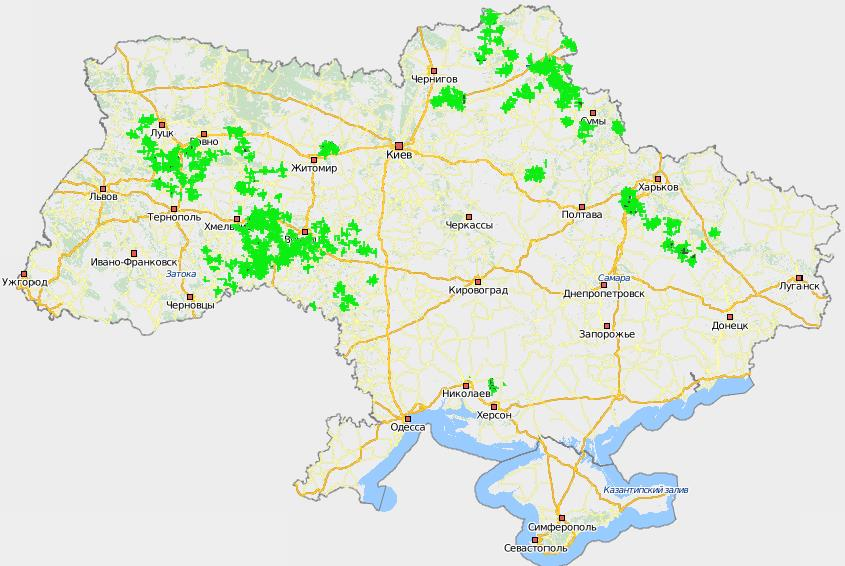 Чернигов
Сумы
Луцк
Ровно
Киев
Житомир
Харьков
Львов
Тернополь
Полтава
Черкассы
Ивано-Франковск
Затока
Ужгород
Самара
Луганск
Кировоград
Днепропетровск
Черновцы
Донецк
Запорожье
Николаев
Херсон
Одесса
Казантипский залив
Симферополь
Севастополь